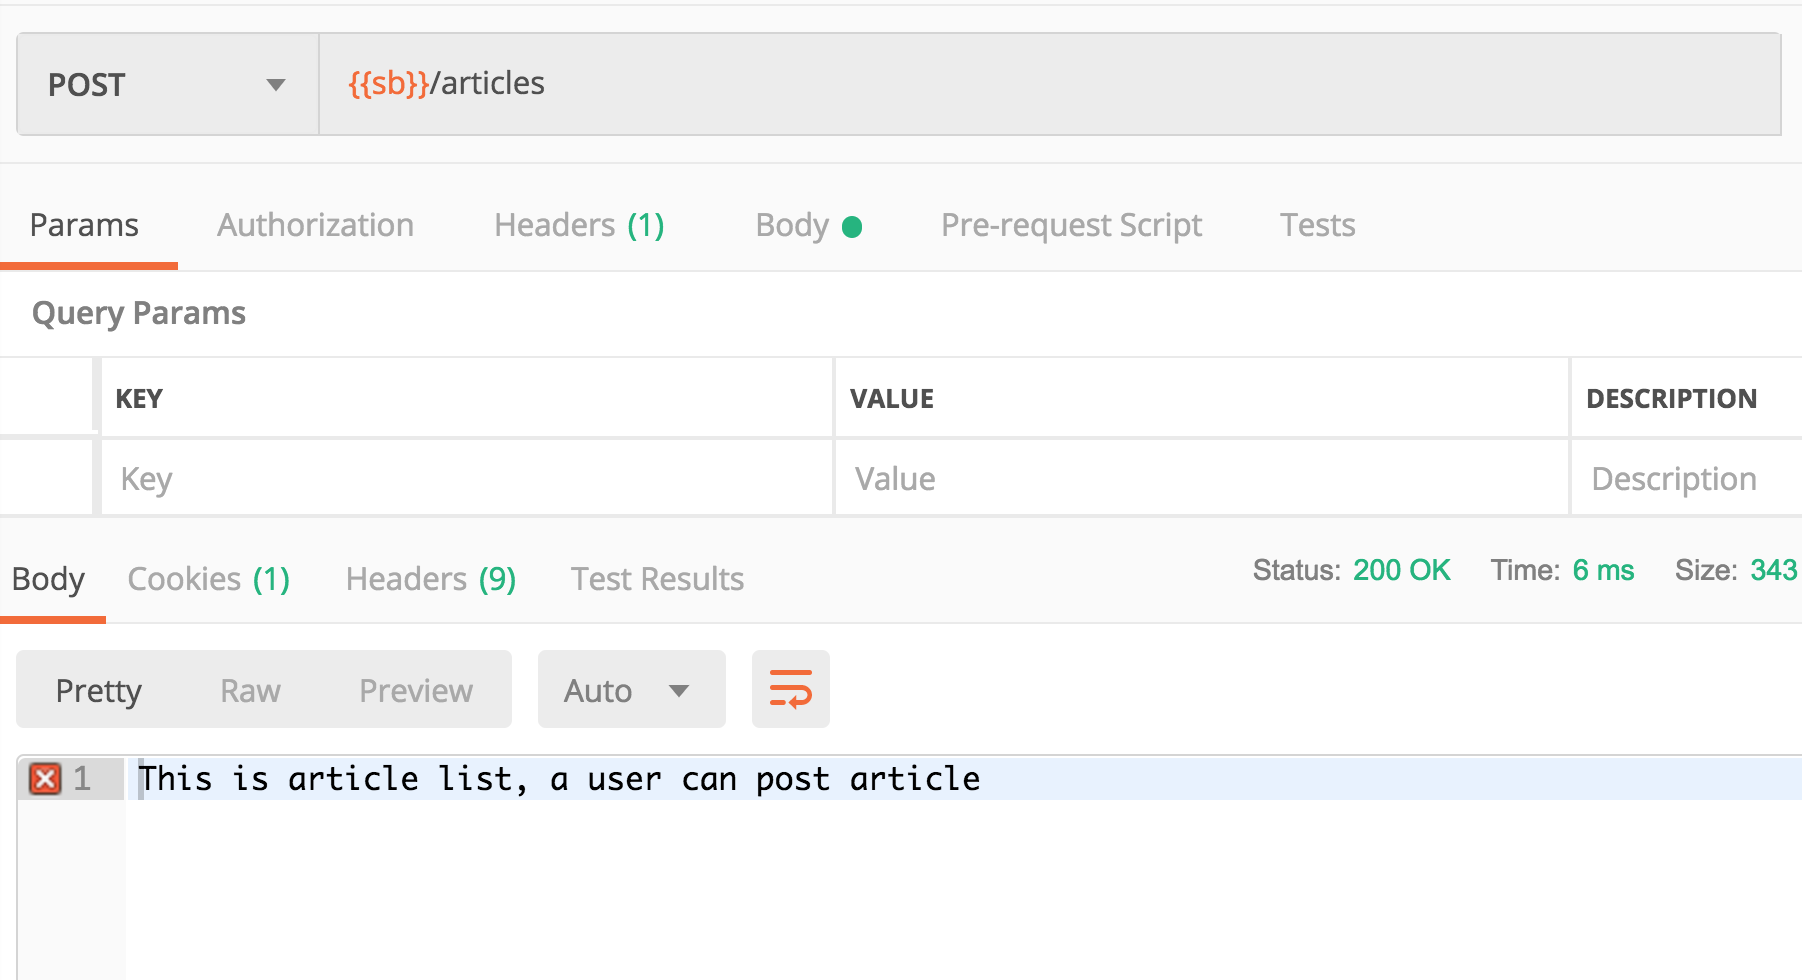 POST {{sb}}/articles
Params Authorization Headers (1) Body Pre-request Script Tests
Query Params
KEY VALUE DESCRIPTION
Key Value Description
Body Cookies (1) Headers (9) Test Results Status: 200 OK Time: 6 ms Size: 343
Pretty Raw Preview Auto
1 This is article list, a user can post article